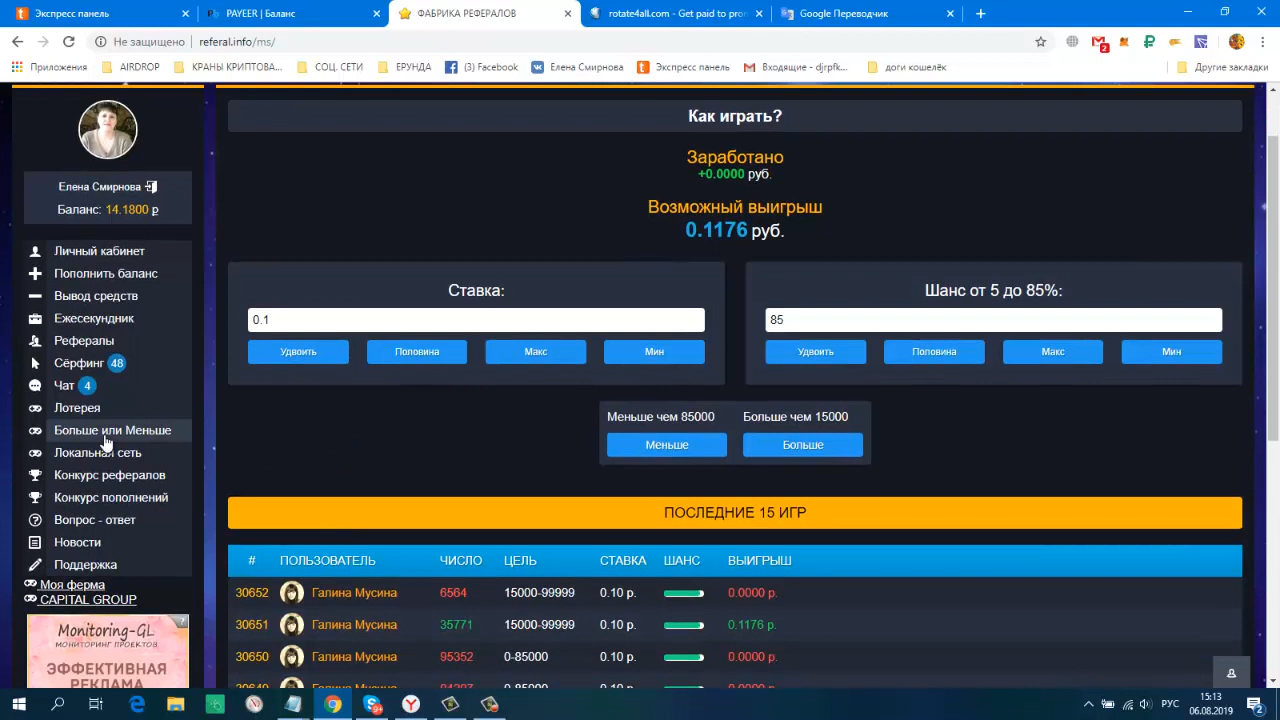 Экспресс панель
PAYEER | Баланс
ФАБРИКА РЕФЕРАЛОВ
rotate4all.com - Get paid to pro
Google Переводчик
Не защищено
referal.info/ms/
2
Приложения
AIRDROP
КРАНЫ КРИПТОВА...
СОЦ. СЕТИ
ЕРУНДА
(3) Facebook
Елена Смирнова
Экспресс панель
Входящие - djrpfk...
доги кошелёк
Другие закладки
Елена Смирнова
Баланс: 14.1800 р
Личный кабинет
Пополнить баланс
Вывод средств
Ежесекундник
Рефералы
Сёрфинг 48
Чат 4
Лотерея
Больше или Меньше
Локальная сеть
Конкурс рефералов
Конкурс пополнений
Вопрос - ответ
Новости
Поддержка
Моя ферма
CAPITAL GROUP
Monitoring-GL
МОНИТОРИНГ ПРОЕКТОВ
ЭФФЕКТИВНАЯ
РЕКЛАМА
Как играть?
Заработано
+0.0000 руб.
Возможный выигрыш
0.1176 руб.
Ставка:
0.1
Удвоить Половина Макс Мин
Шанс от 5 до 85%:
85
Удвоить Половина Макс Мин
Меньше чем 85000 Больше чем 15000
Меньше Больше
ПОСЛЕДНИЕ 15 ИГР
# ПОЛЬЗОВАТЕЛЬ ЧИСЛО ЦЕЛЬ СТАВКА ШАНС ВЫИГРЫШ
30652 Галина Мусина 6564 15000-99999 0.10 р. 0.0000 р.
30651 Галина Мусина 35771 15000-99999 0.10 р. 0.1176 р.
30650 Галина Мусина 95352 0-85000 0.10 р. 0.0000 р.
РУС
15:13
06.08.2019
2